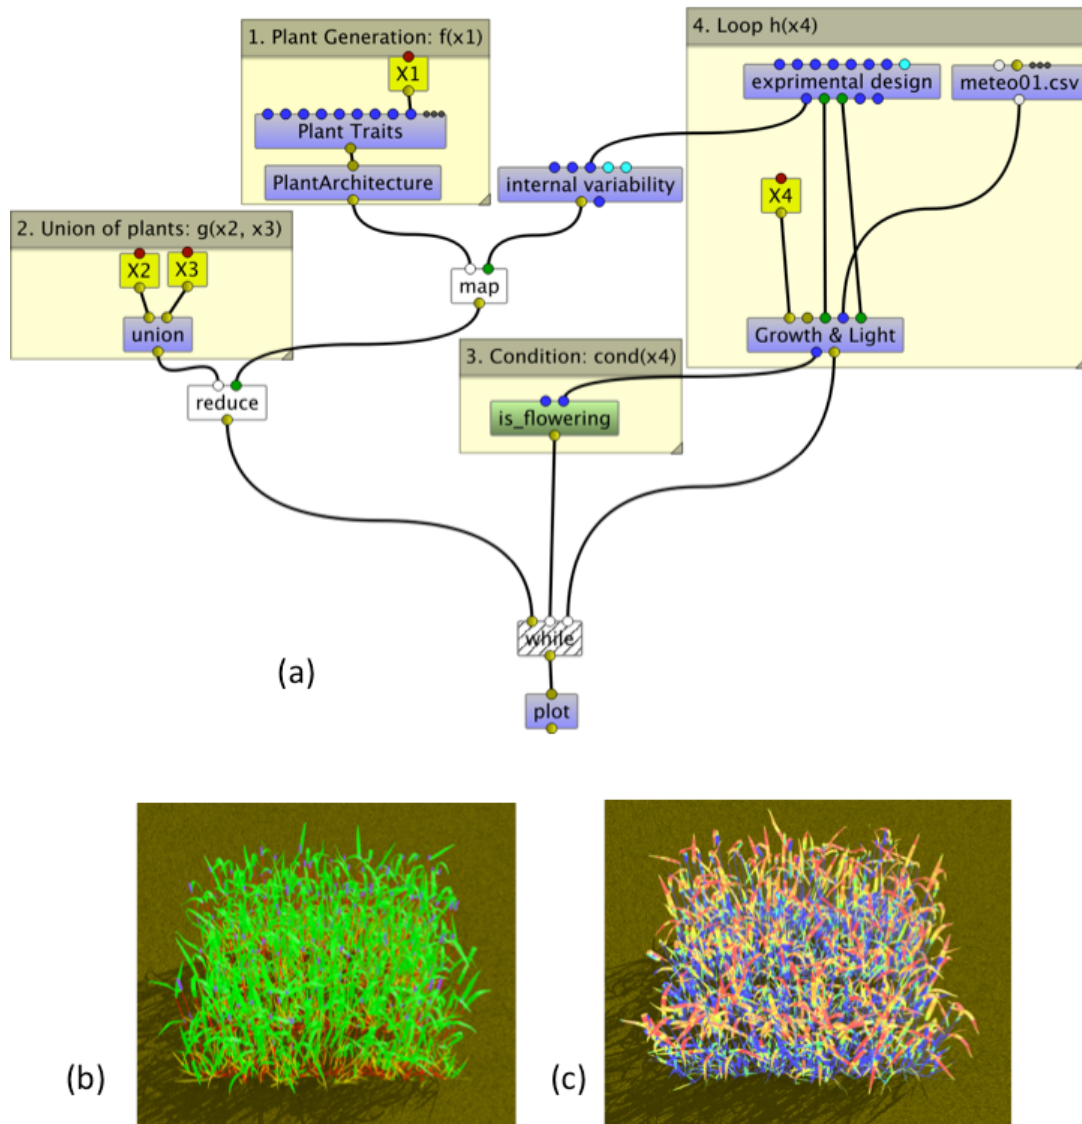 1. Plant Generation: f(x1)
X1
Plant Traits
PlantArchitecture
4. Loop h(x4)
exprimental design
meteo01.csv
internal variability
X4
2. Union of plants: g(x2, x3)
X2
X3
union
map
Growth & Light
3. Condition: cond(x4)
reduce
is_flowering
while
(a)
plot
(b)
(c)